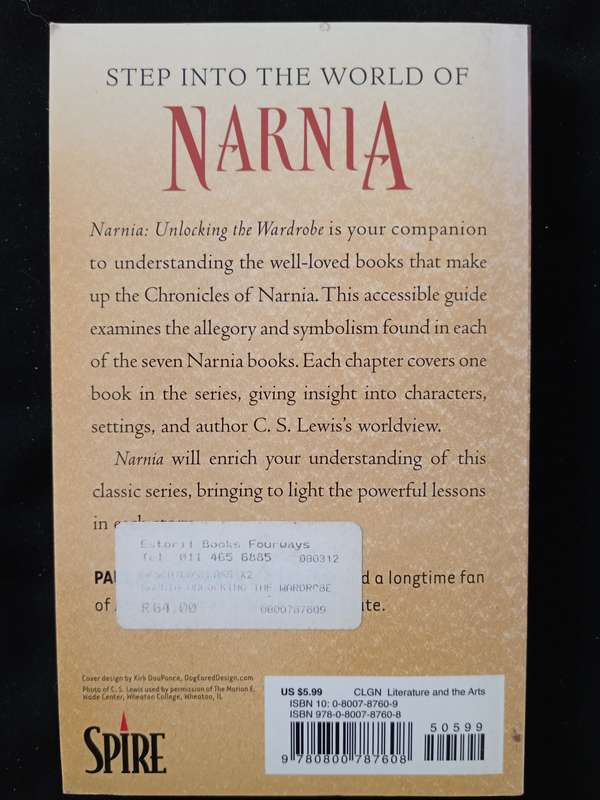 STEP INTO THE WORLD OF
NARNIA
Narnia: Unlocking the Wardrobe is your companion
to understanding the well-loved books that make
up the Chronicles of Narnia. This accessible guide
examines the allegory and symbolism found in each
of the seven Narnia books. Each chapter covers one
book in the series, giving insight into characters,
settings, and author C. S. Lewis's worldview.
Narnia will enrich your understanding of this
classic series, bringing to light the powerful lessons
in
Estoril Books Fourways
Tel 011 465 6885 080312
UNLOCKING THE WARDROBE
R64.00 0800787609
a longtime fan
of
Cover design by Kirk DouPonce, DogEaredDesign.com
Photo of C. S. Lewis used by permission of The Marion E.
Wade Center, Wheaton College, Wheaton, IL
SPIRE
US $5.99 CLGN Literature and the Arts
ISBN 10: 0-8007-8760-9
ISBN 978-0-8007-8760-8
50599
9 780800 787608